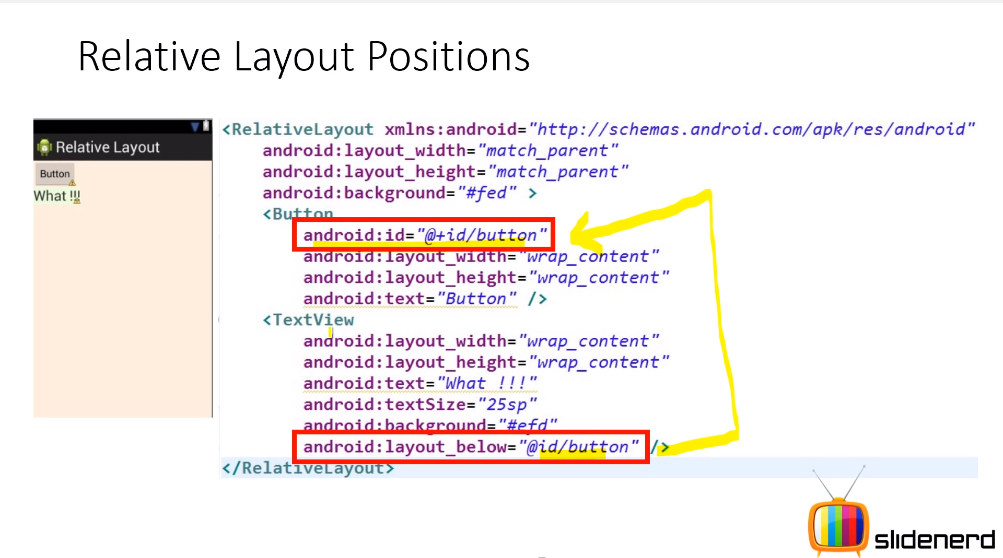 Relative Layout Positions
Relative Layout
Button
What !!!
<RelativeLayout xmlns:android="http://schemas.android.com/apk/res/android"
android:layout_width="match_parent"
android:layout_height="match_parent"
android:background="#fed" >
<Button
android:id="@+id/button"
android:layout_width="wrap_content"
android:layout_height="wrap_content"
android:text="Button" />
<TextView
android:layout_width="wrap_content"
android:layout_height="wrap_content"
android:text="What !!!"
android:textSize="25sp"
android:background="#efd"
android:layout_below="@id/button" />
</RelativeLayout>
slidenerd